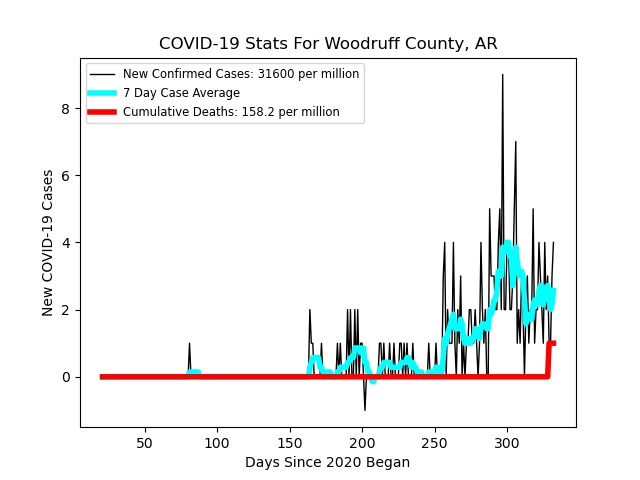 COVID-19 Stats For Woodruff County, AR
New Confirmed Cases: 31600 per million
7 Day Case Average
Cumulative Deaths: 158.2 per million
New COVID-19 Cases
8
6
4
2
0
50 100 150 200 250 300
Days Since 2020 Began